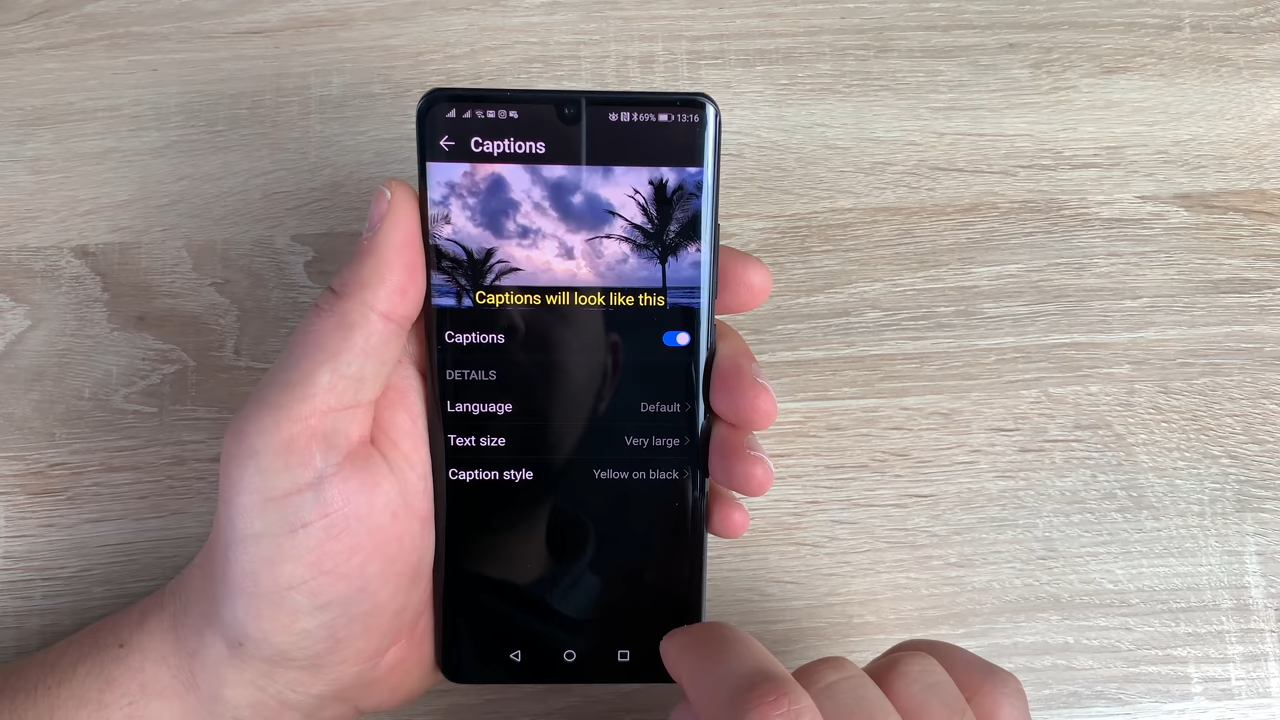 69% 13:16
Captions
Captions will look like this
Captions
DETAILS
Language Default
Text size Very large
Caption style Yellow on black